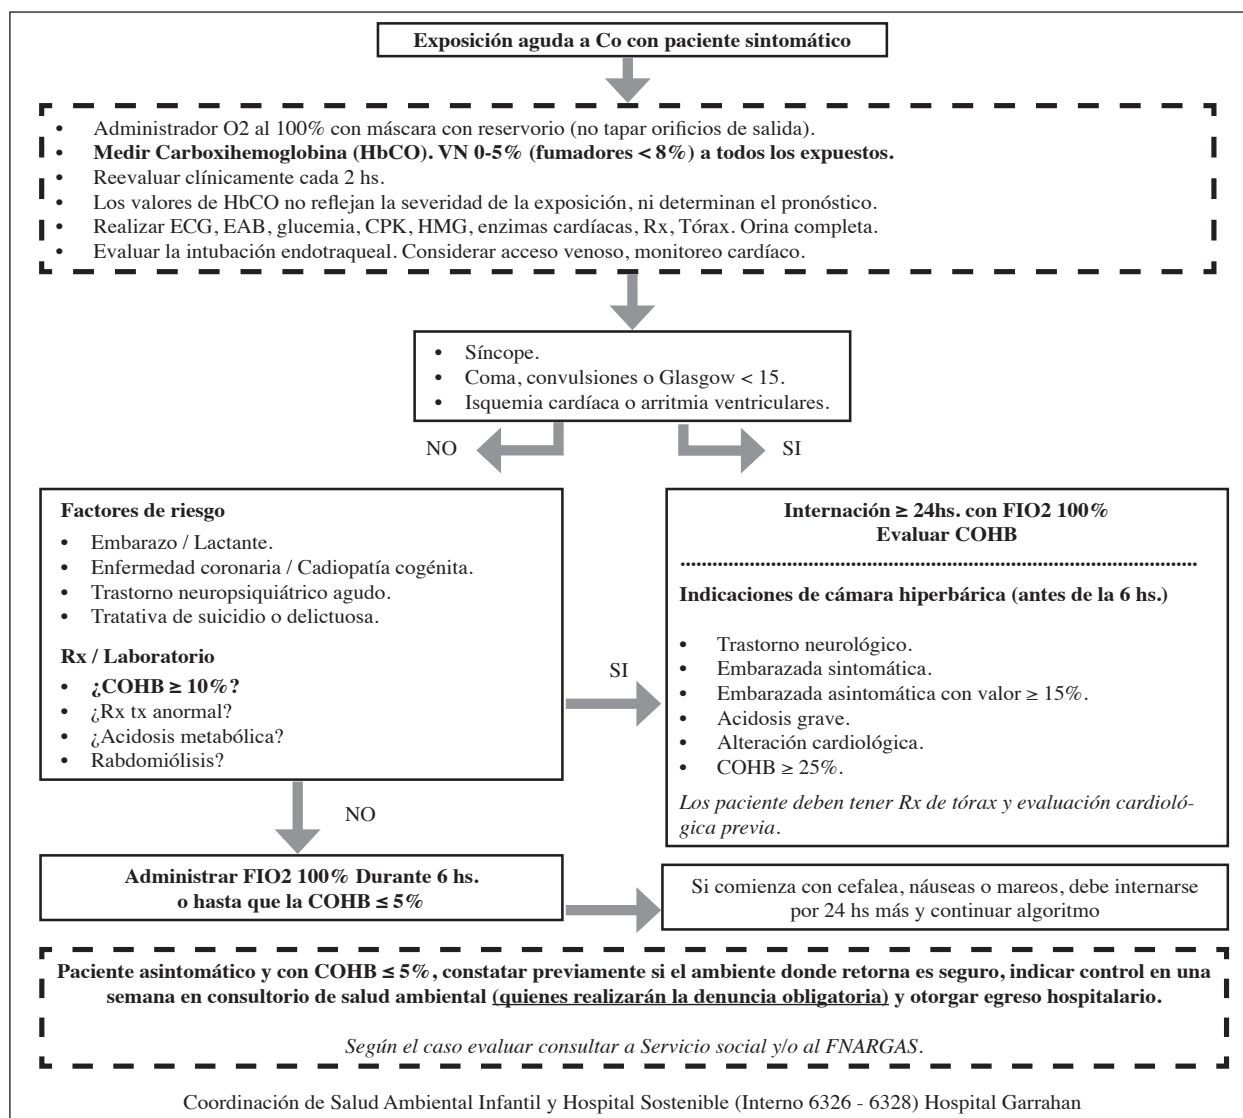 Exposición aguda a Co con paciente sintomático
• Administrador O2 al 100% con máscara con reservorio (no tapar orificios de salida).
• Medir Carboxihemoglobina (HbCO). VN 0-5% (fumadores < 8%) a todos los expuestos.
• Reevaluar clínicamente cada 2 hs.
• Los valores de HbCO no reflejan la severidad de la exposición, ni determinan el pronóstico.
• Realizar ECG, EAB, glucemia, CPK, HMG, enzimas cardíacas, Rx, Tórax. Orina completa.
• Evaluar la intubación endotraqueal. Considerar acceso venoso, monitoreo cardíaco.
• Síncope.
• Coma, convulsiones o Glasgow < 15.
• Isquemia cardíaca o arritmia ventriculares.
NO
SI
Factores de riesgo
• Embarazo / Lactante.
• Enfermedad coronaria / Cadiopatía cogénita.
• Tratstorno neuropsiquiátrico agudo.
• Tratativa de suicidio o delictuosa.
Rx / Laboratorio
• ¿COHB ≥ 10%?
• ¿Rx tx anormal?
• ¿Acidosis metabólica?
• Rabdomiólisis?
SI
Internación ≥ 24hs. con FIO2 100%
Evaluar COHB
Indicaciones de cámara hiperbárica (antes de la 6 hs.)
• Trastorno neurológico.
• Embarazada sintomática.
• Embarazada asintomática con valor ≥ 15%.
• Acidosis grave.
• Alteración cardiológica.
• COHB ≥ 25%.
Los paciente deben tener Rx de tórax y evaluación cardioló-
gica previa.
NO
Administrar FIO2 100% Durante 6 hs.
o hasta que la COHB ≤ 5%
Si comienza con cefalea, náuseas o mareos, debe internarse
por 24 hs más y continuar algoritmo
Paciente asintomático y con COHB ≤ 5%, constatar previamente si el ambiente donde retorna es seguro, indicar control en una
semana en consultorio de salud ambiental (quienes realizarán la denuncia obligatoria) y otorgar egreso hospitalario.
Según el caso evaluar consultar a Servicio social y/o al FNARGAS.
Coordinación de Salud Ambiental Infantil y Hospital Sostenible (Interno 6326 - 6328) Hospital Garrahan